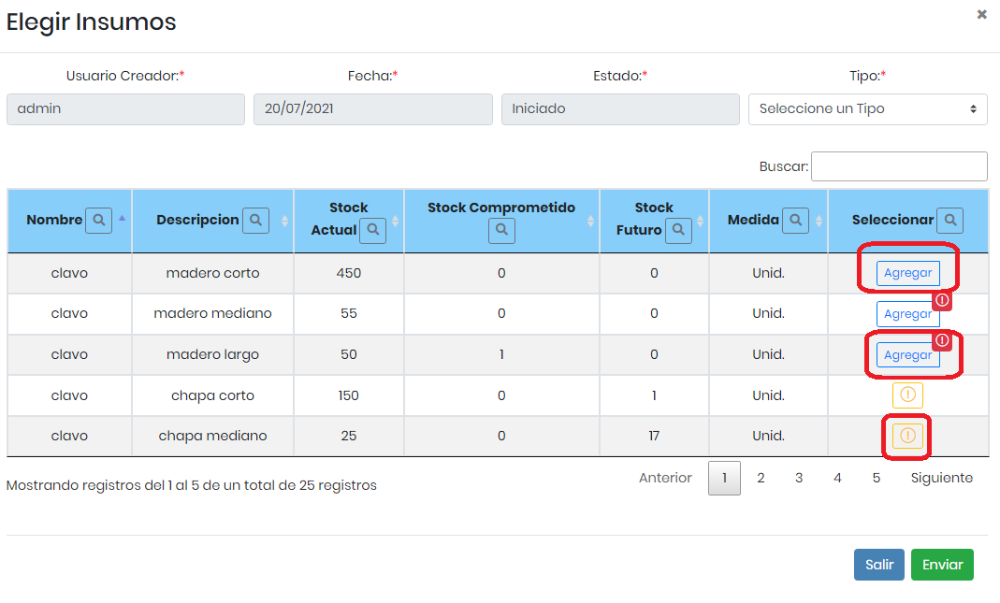 Elegir Insumos
Usuario Creador:* Fecha:* Estado:* Tipo:*
admin 20/07/2021 Iniciado Seleccione un Tipo
Buscar:
Nombre Descripcion Stock Actual Stock Comprometido Stock Futuro Medida Seleccionar
clavo madero corto 450 0 0 Unid. Agregar
clavo madero mediano 55 0 0 Unid. Agregar
clavo madero largo 50 1 0 Unid. Agregar
clavo chapa corto 150 0 1 Unid.
clavo chapa mediano 25 0 17 Unid.
Mostrando registros del 1 al 5 de un total de 25 registros
Anterior 1 2 3 4 5 Siguiente
Salir Enviar